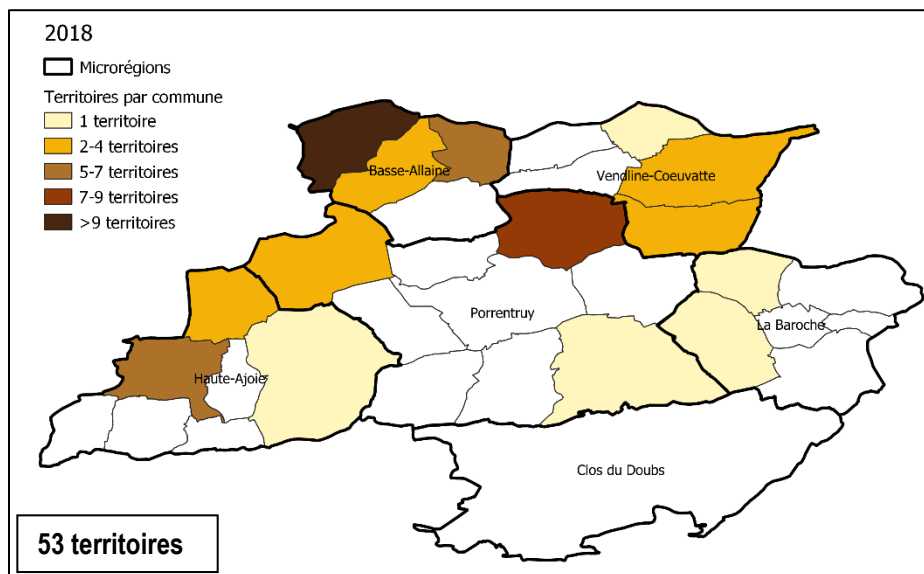 2018
Microrégions
Territoires par commune
1 territoire
2-4 territoires
5-7 territoires
7-9 territoires
>9 territoires
Basse-Allaine
Vendline-Coeuvatte
Porrentruy
La Baroche
Haute-Ajoie
Clos du Doubs
53 territoires